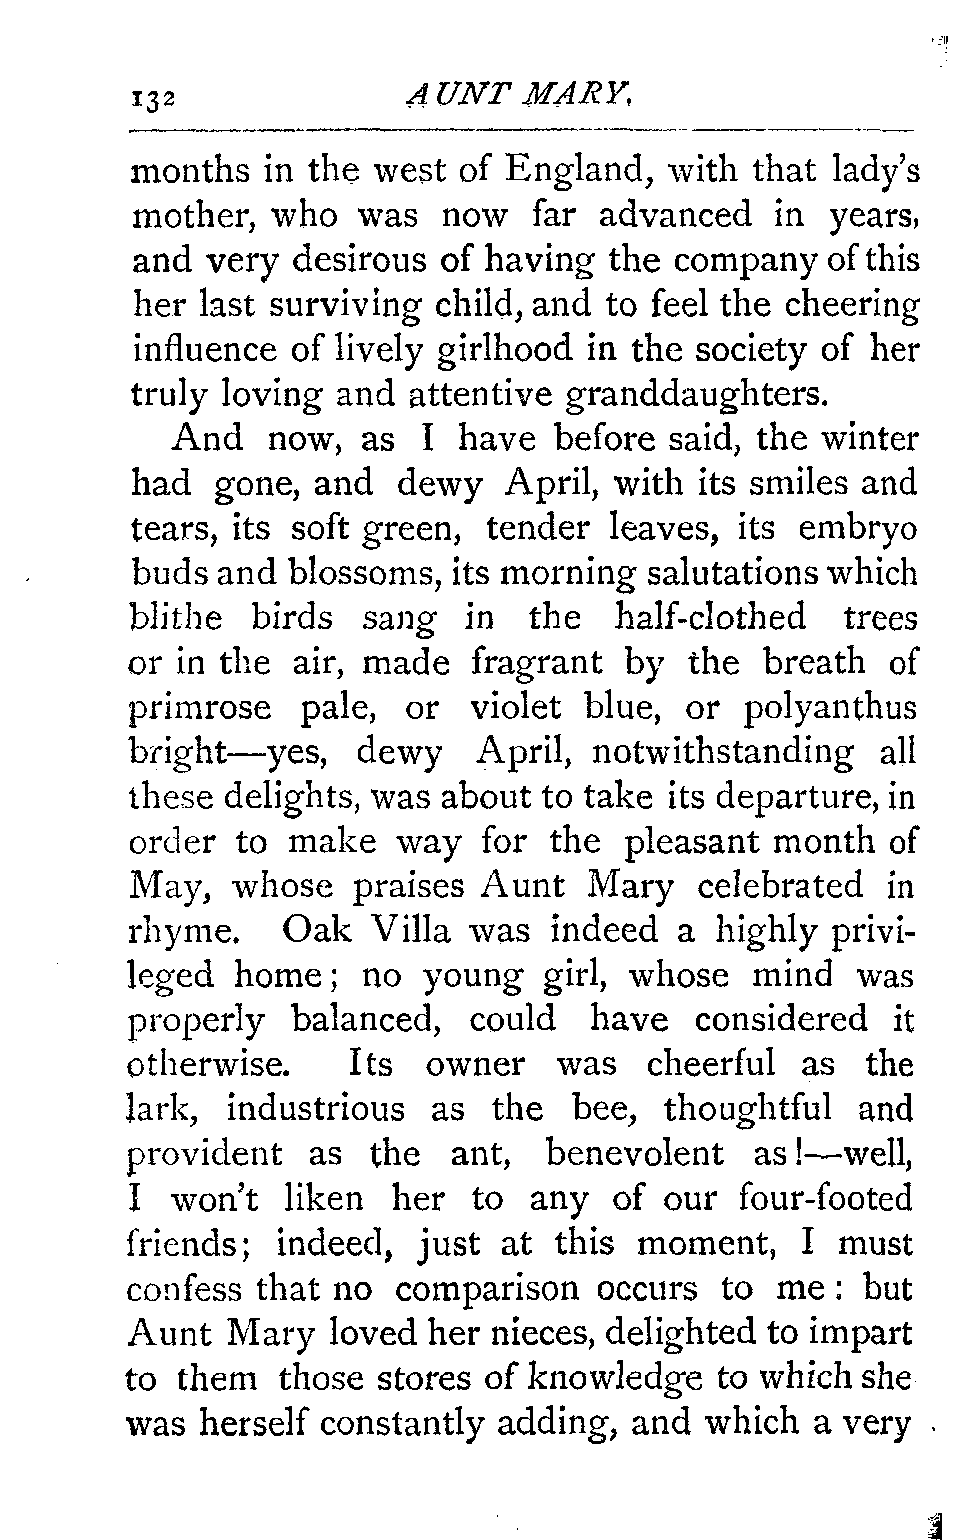 132 AUNT MARY.
months in the west of England, with that lady's
mother, who was now far advanced in years,
and very desirous of having the company of this
her last surviving child, and to feel the cheering
influence of lively girlhood in the society of her
truly loving and attentive granddaughters.
And now, as I have before said, the winter
had gone, and dewy April, with its smiles and
tears, its soft green, tender leaves, its embryo
buds and blossoms, its morning salutations which
blithe birds sang in the half-clothed trees
or in the air, made fragrant by the breath of
primrose pale, or violet blue, or polyanthus
bright—yes, dewy April, notwithstanding all
these delights, was about to take its departure, in
order to make way for the pleasant month of
May, whose praises Aunt Mary celebrated in
rhyme. Oak Villa was indeed a highly privi-
leged home; no young girl, whose mind was
properly balanced, could have considered it
otherwise. Its owner was cheerful as the
lark, industrious as the bee, thoughtful and
provident as the ant, benevolent as!—well,
I won't liken her to any of our four-footed
friends; indeed, just at this moment, I must
confess that no comparison occurs to me: but
Aunt Mary loved her nieces, delighted to impart
to them those stores of knowledge to which she
was herself constantly adding, and which a very